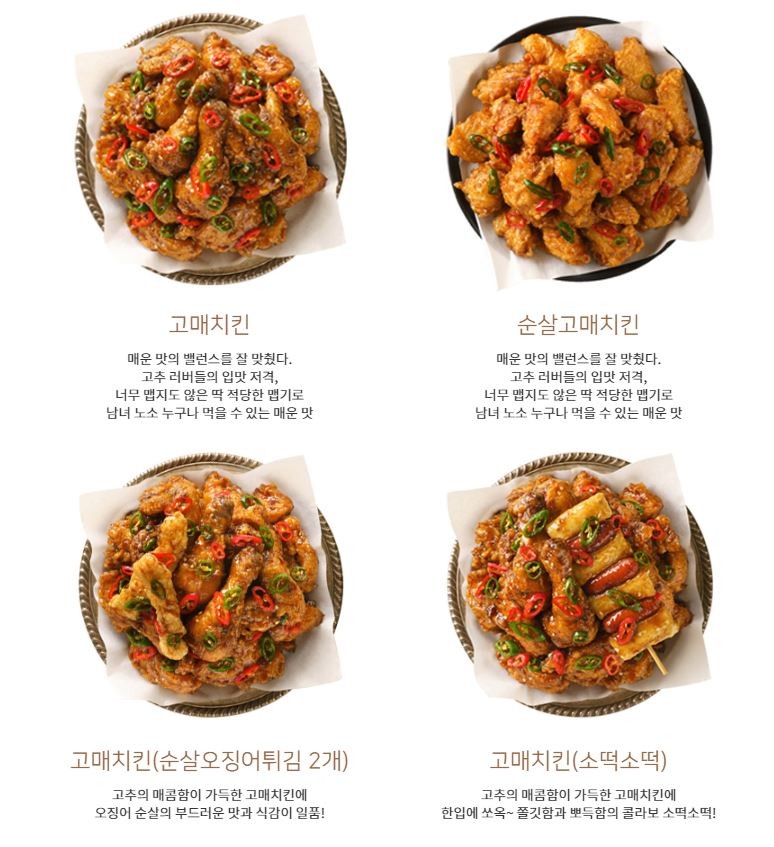 고매치킨
매운 맛의 밸런스를 잘 맞췄다.
고추 러버들의 입맛 저격,
너무 맵지도 않은 딱 적당한 맵기로
남녀 노소 누구나 먹을 수 있는 매운 맛
순살고매치킨
매운 맛의 밸런스를 잘 맞췄다.
고추 러버들의 입맛 저격,
너무 맵지도 않은 딱 적당한 맵기로
남녀 노소 누구나 먹을 수 있는 매운 맛
고매치킨(순살오징어튀김 2개)
고추의 매콤함이 가득한 고매치킨에
오징어 순살의 부드러운 맛과 식감이 일품!
고매치킨(소떡소떡)
고추의 매콤함이 가득한 고매치킨에
한입에 쏘옥~ 쫄깃함과 뽀득함의 콜라보 소떡소떡!